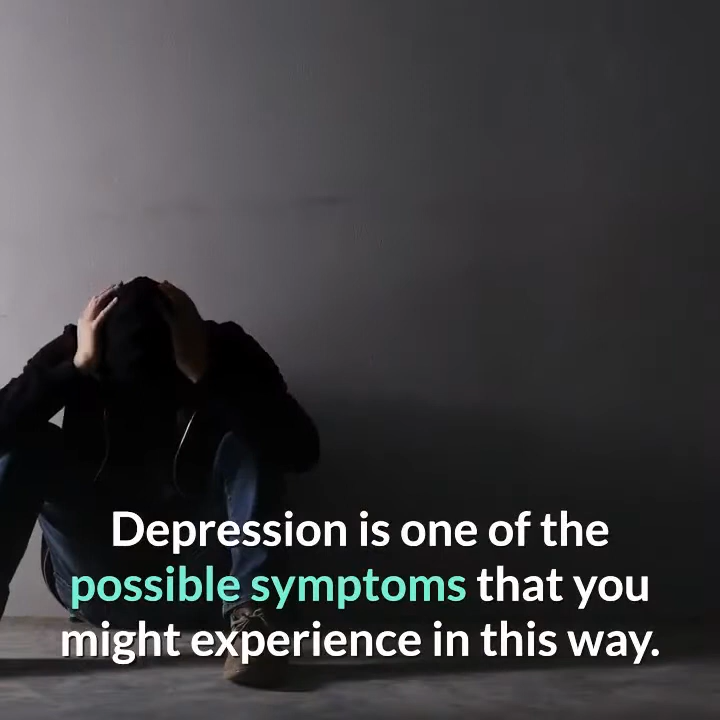 Depression is one of the
possible symptoms that you
might experience in this way.